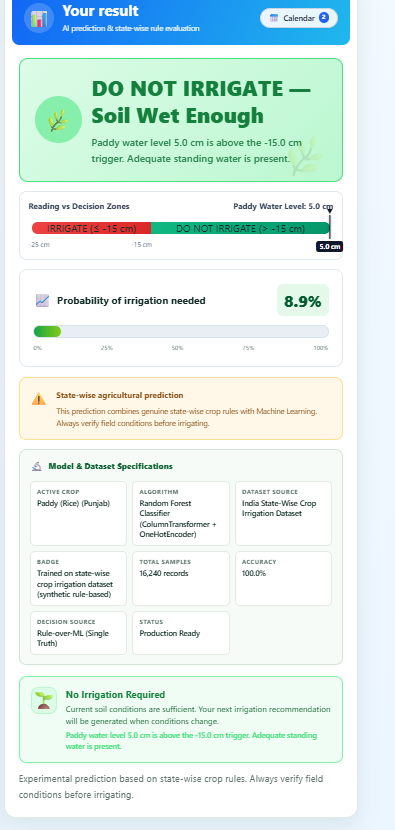 Your result
AI prediction & state-wise rule evaluation
Calendar 2
DO NOT IRRIGATE —
Soil Wet Enough
Paddy water level 5.0 cm is above the -15.0 cm
trigger. Adequate standing water is present.
Reading vs Decision Zones
Paddy Water Level: 5.0 cm
IRRIGATE (≤ -15 cm)
DO NOT IRRIGATE (> -15 cm)
-25 cm
-15 cm
5.0 cm
Probability of irrigation needed
8.9%
0%
25%
50%
75%
100%
State-wise agricultural prediction
This prediction combines genuine state-wise crop rules with Machine Learning.
Always verify field conditions before irrigating.
Model & Dataset Specifications
ACTIVE CROP
Paddy (Rice) (Punjab)
ALGORITHM
Random Forest
Classifier
(ColumnTransformer +
OneHotEncoder)
DATASET SOURCE
India State-Wise Crop
Irrigation Dataset
BADGE
Trained on state-wise
crop irrigation dataset
(synthetic rule-based)
TOTAL SAMPLES
16,240 records
ACCURACY
100.0%
DECISION SOURCE
Rule-over-ML (Single
Truth)
STATUS
Production Ready
No Irrigation Required
Current soil conditions are sufficient. Your next irrigation recommendation
will be generated when conditions change.
Paddy water level 5.0 cm is above the -15.0 cm trigger. Adequate standing
water is present.
Experimental prediction based on state-wise crop rules. Always verify field
conditions before irrigating.